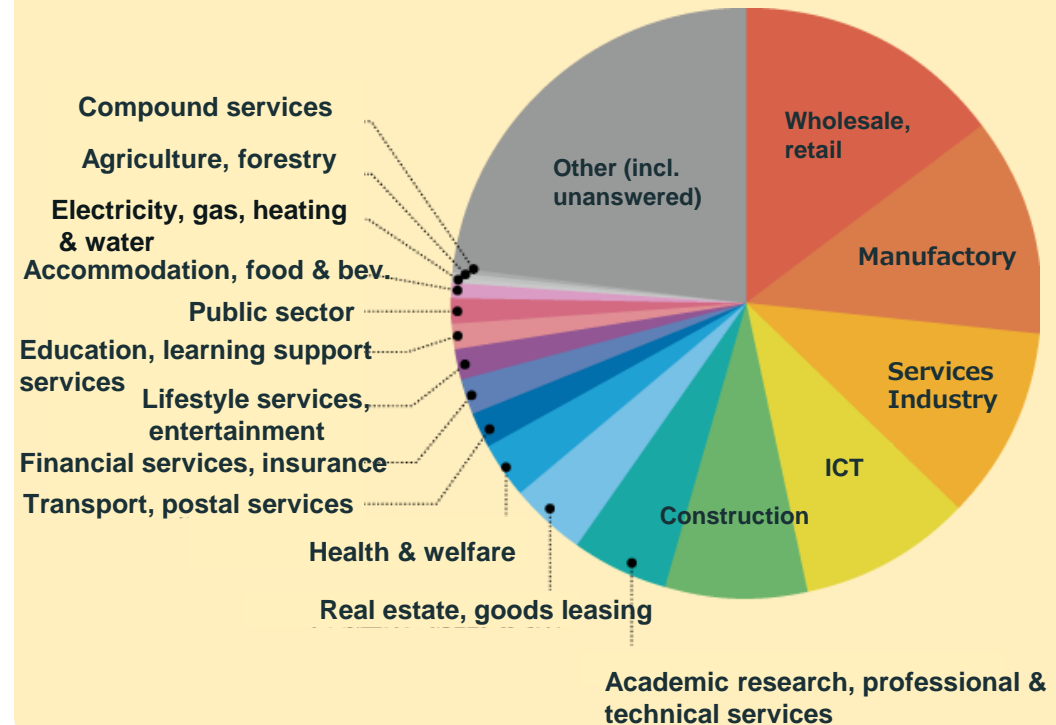 Wholesale,
retail
Manufactory
Services
Industry
ICT
Construction
Academic research, professional &
technical services
Real estate, goods leasing
Health & welfare
Transport, postal services
Financial services, insurance
Lifestyle services,
entertainment
Education, learning support
services
Public sector
Accommodation, food & bev.
Electricity, gas, heating
& water
Agriculture, forestry
Compound services
Other (incl.
unanswered)